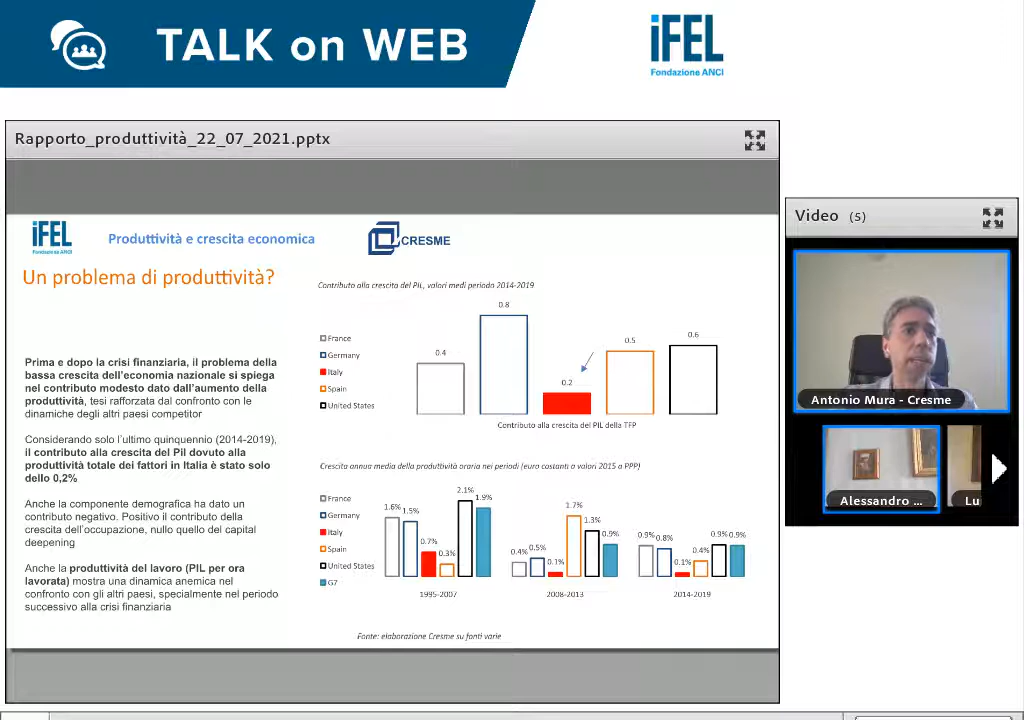 TALK on WEB
iFEL
Fondazione ANCI
Rapporto_produttività_22_07_2021.pptx
iFEL
Fondazione ANCI
Produttività e crescita economica
CRESME
Un problema di produttività?
Prima e dopo la crisi finanziaria, il problema della
bassa crescita dell'economia nazionale si spiega
nel contributo modesto dato dall'aumento della
produttività, tesi rafforzata dal confronto con le
dinamiche degli altri paesi competitor
Considerando solo l'ultimo quinquennio (2014-2019),
il contributo alla crescita del Pil dovuto alla
produttività totale dei fattori in Italia è stato solo
dello 0,2%
Anche la componente demografica ha dato un
contributo negativo. Positivo il contributo della
crescita dell'occupazione, nullo quello del capital
deepening
Anche la produttività del lavoro (PIL per ora
lavorata) mostra una dinamica anemica nel
confronto con gli altri paesi, specialmente nel periodo
successivo alla crisi finanziaria
Contributo alla crescita del PIL, valori medi periodo 2014-2019
France
Germany
Italy
Spain
United States
0.4
0.8
0.2
0.5
0.6
Contributo alla crescita del PIL della TFP
Crescita annua media della produttività oraria nei periodi (euro costanti a valori 2015 a PPP)
France
Germany
Italy
Spain
United States
G7
1.6% 1.5% 0.7% 0.3% 2.1% 1.9%
0.4% 0.5% 0.1% 1.7% 1.3% 0.9%
0.9% 0.8% 0.1% 0.4% 0.9% 0.9%
1995-2007
2008-2013
2014-2019
Fonte: elaborazione Cresme su fonti varie
Video (5)
Antonio Mura - Cresme
Alessandro ...
Lu